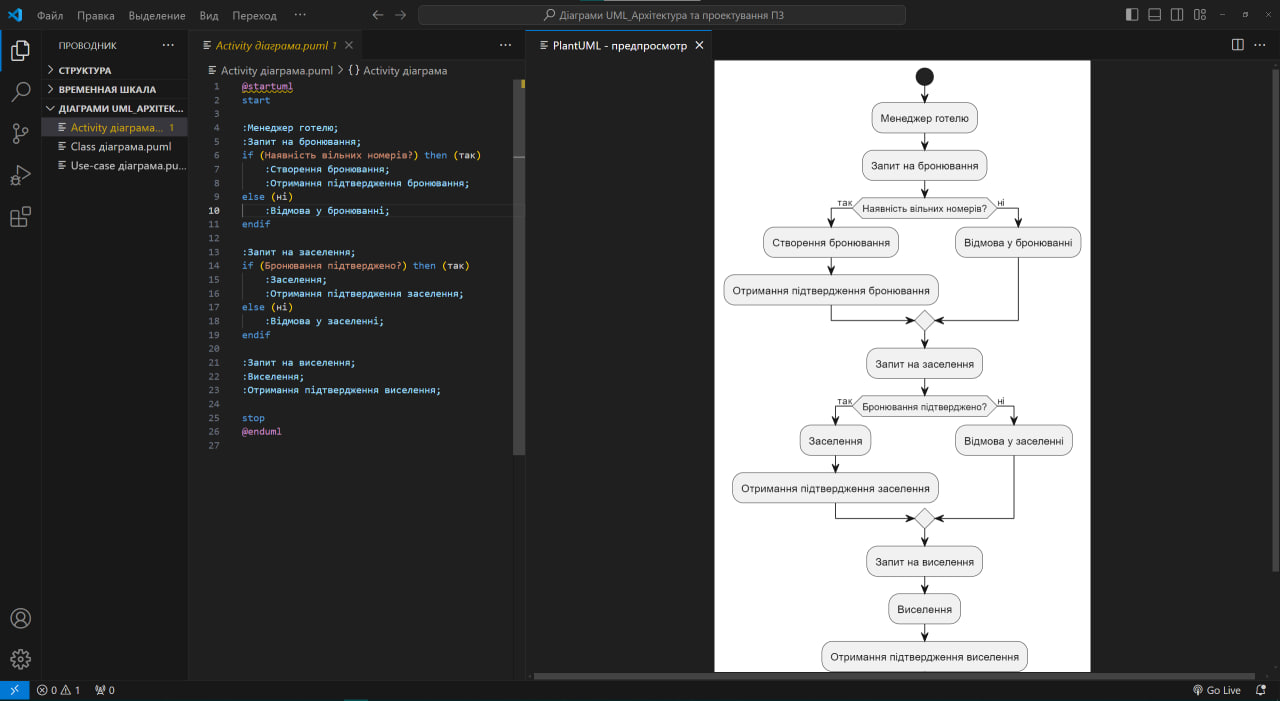 Файл Правка Выделение Вид Переход ···
Діаграми UML_Архітектура та проектування ПЗ
ПРОВОДНИК
СТРУКТУРА
ВРЕМЕННАЯ ШКАЛА
ДІАГРАМИ UML_АРХІТЕК...
Activity діаграма... 1
Class діаграма.puml
Use-case діаграма.pu...
Activity діаграма.puml 1
Activity діаграма.puml > {} Activity діаграма
1 @startuml
2 start
3
4 :Менеджер готелю;
5 :Запит на бронювання;
6 if (Наявність вільних номерів?) then (так)
7 :Створення бронювання;
8 :Отримання підтвердження бронювання;
9 else (ні)
10 :Відмова у бронюванні;
11 endif
12
13 :Запит на заселення;
14 if (Бронювання підтверджено?) then (так)
15 :Заселення;
16 :Отримання підтвердження заселення;
17 else (ні)
18 :Відмова у заселенні;
19 endif
20
21 :Запит на виселення;
22 :Виселення;
23 :Отримання підтвердження виселення;
24
25 stop
26 @enduml
27
PlantUML - предпросмотр
Менеджер готелю
Запит на бронювання
так Наявність вільних номерів? ні
Створення бронювання Відмова у бронюванні
Отримання підтвердження бронювання
Запит на заселення
так Бронювання підтверджено? ні
Заселення Відмова у заселенні
Отримання підтвердження заселення
Запит на виселення
Виселення
Отримання підтвердження виселення
0 1 0
Go Live